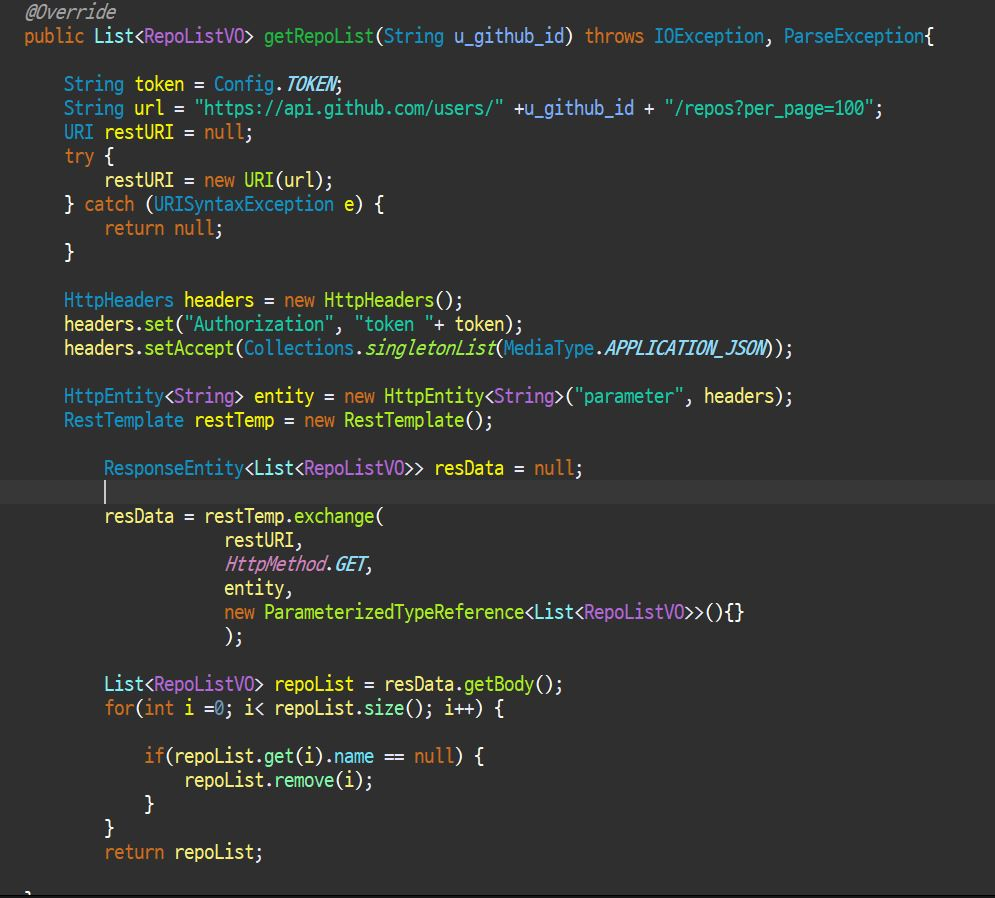 @Override
public List<RepoListVO> getRepoList(String u_github_id) throws IOException, ParseException{
String token = Config.TOKEN;
String url = "https://api.github.com/users/" +u_github_id + "/repos?per_page=100";
URI restURI = null;
try {
restURI = new URI(url);
} catch (URISyntaxException e) {
return null;
}
HttpHeaders headers = new HttpHeaders();
headers.set("Authorization", "token "+ token);
headers.setAccept(Collections.singletonList(MediaType.APPLICATION_JSON));
HttpEntity<String> entity = new HttpEntity<String>("parameter", headers);
RestTemplate restTemp = new RestTemplate();
ResponseEntity<List<RepoListVO>> resData = null;
resData = restTemp.exchange(
restURI,
HttpMethod.GET,
entity,
new ParameterizedTypeReference<List<RepoListVO>>(){}
);
List<RepoListVO> repoList = resData.getBody();
for(int i =0; i< repoList.size(); i++) {
if(repoList.get(i).name == null) {
repoList.remove(i);
}
}
return repoList;